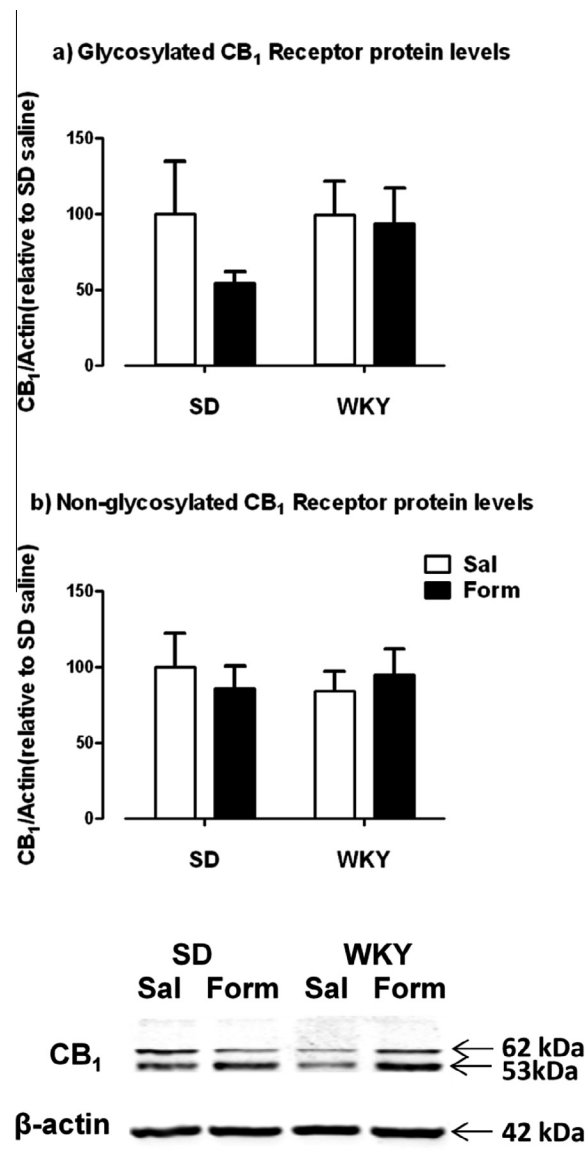 a) Glycosylated CB₁ Receptor protein levels
CB₁/Actin(relative to SD saline)
150
100
50
0
SD WKY
b) Non-glycosylated CB₁ Receptor protein levels
CB₁/Actin(relative to SD saline)
Sal
Form
150
100
50
0
SD WKY
SD WKY
Sal Form Sal Form
CB₁
62 kDa
53kDa
β-actin 42 kDa